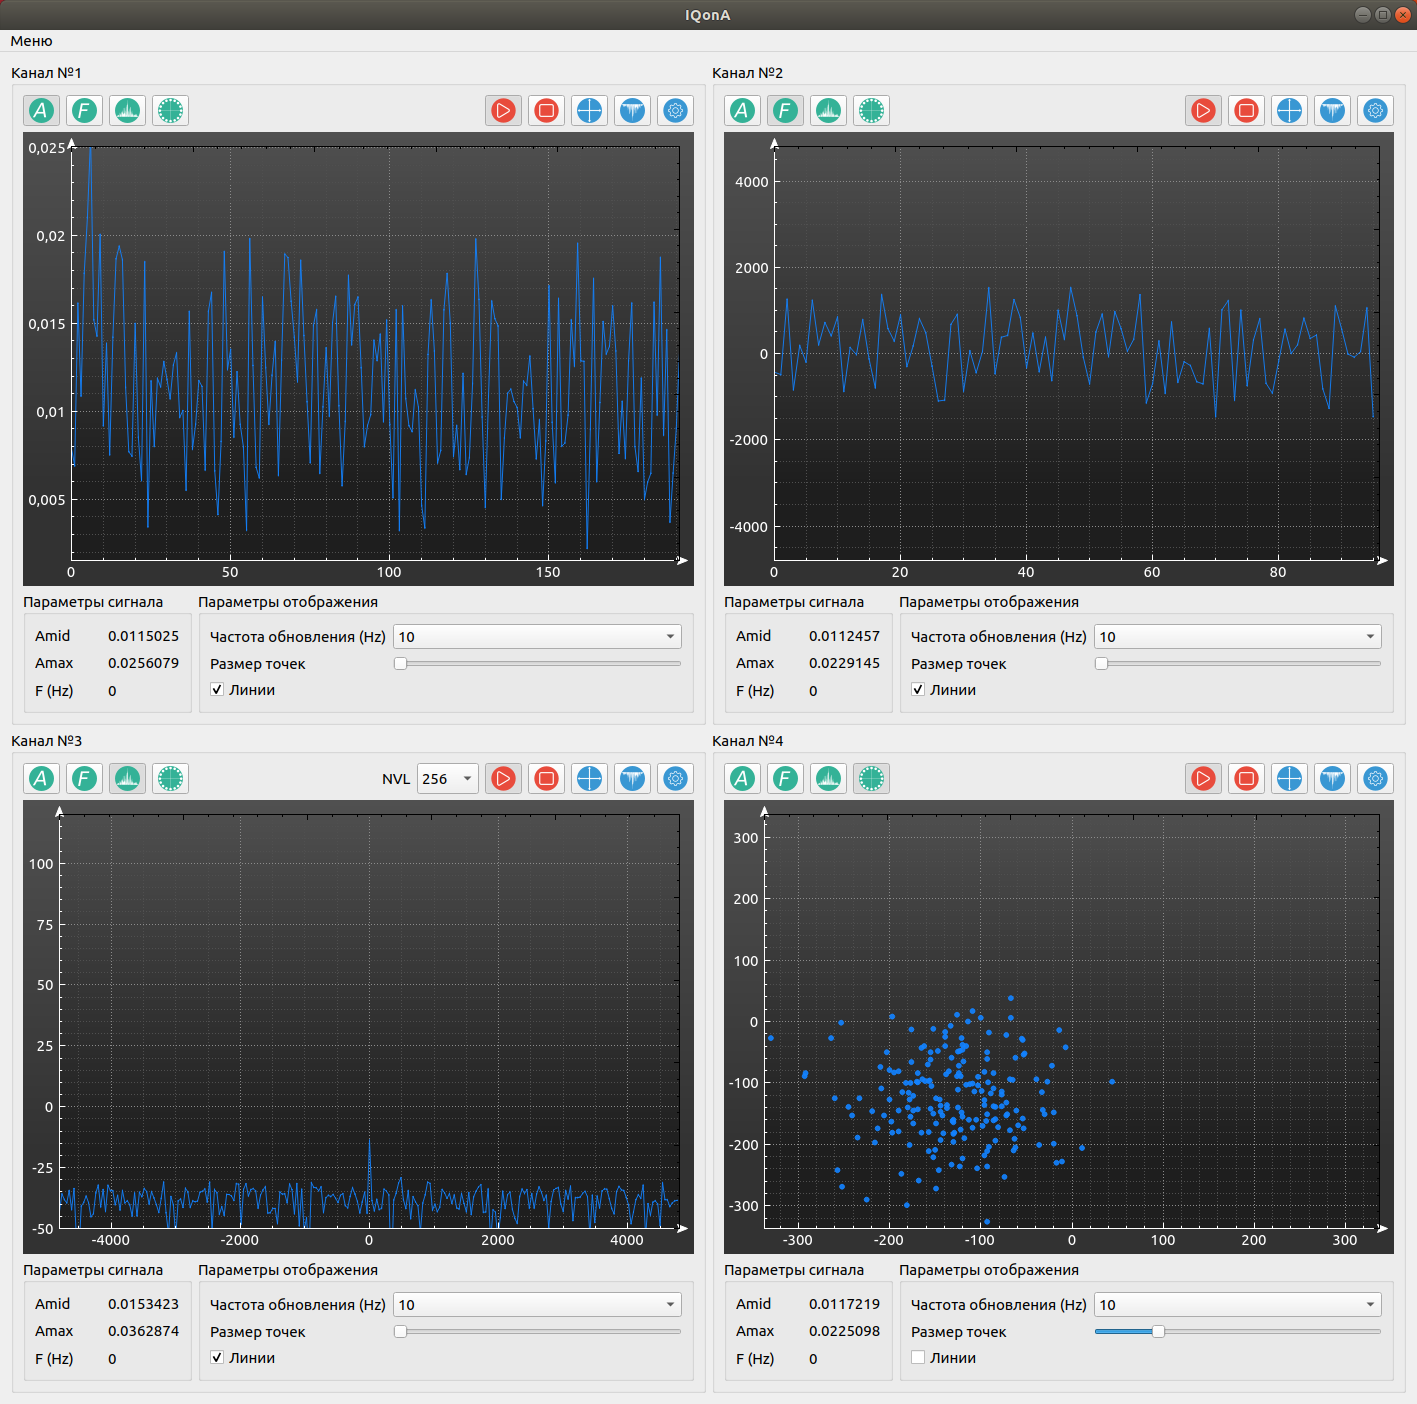 IQonA
Меню
Канал №1
A F
0,025
0,02
0,015
0,01
0,005
0 50 100 150
Параметры сигнала Параметры отображения
Amid 0.0115025 Частота обновления (Hz) 10
Amax 0.0256079 Размер точек
F (Hz) 0 Линии
Канал №2
A F
4000
2000
0
-2000
-4000
0 20 40 60 80
Параметры сигнала Параметры отображения
Amid 0.0112457 Частота обновления (Hz) 10
Amax 0.0229145 Размер точек
F (Hz) 0 Линии
Канал №3
A F NVL 256
100
75
50
25
0
-25
-50
-4000 -2000 0 2000 4000
Параметры сигнала Параметры отображения
Amid 0.0153423 Частота обновления (Hz) 10
Amax 0.0362874 Размер точек
F (Hz) 0 Линии
Канал №4
A F
300
200
100
0
-100
-200
-300
-300 -200 -100 0 100 200 300
Параметры сигнала Параметры отображения
Amid 0.0117219 Частота обновления (Hz) 10
Amax 0.0225098 Размер точек
F (Hz) 0 Линии